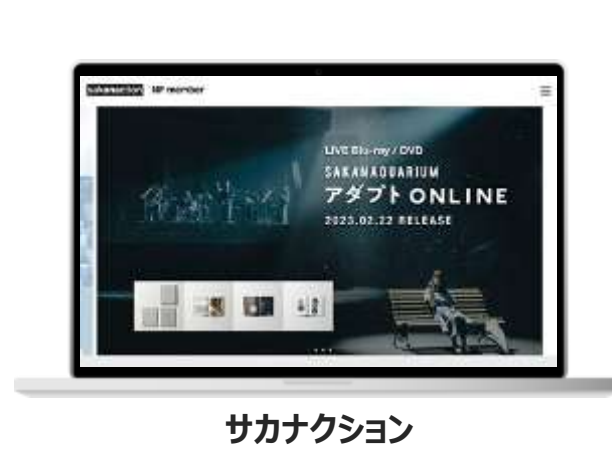 sakanaction NF member
LIVE Blu-ray / DVD
SAKANAQUARIUM
アダプト ONLINE
2023.02.22 RELEASE
サカナクション